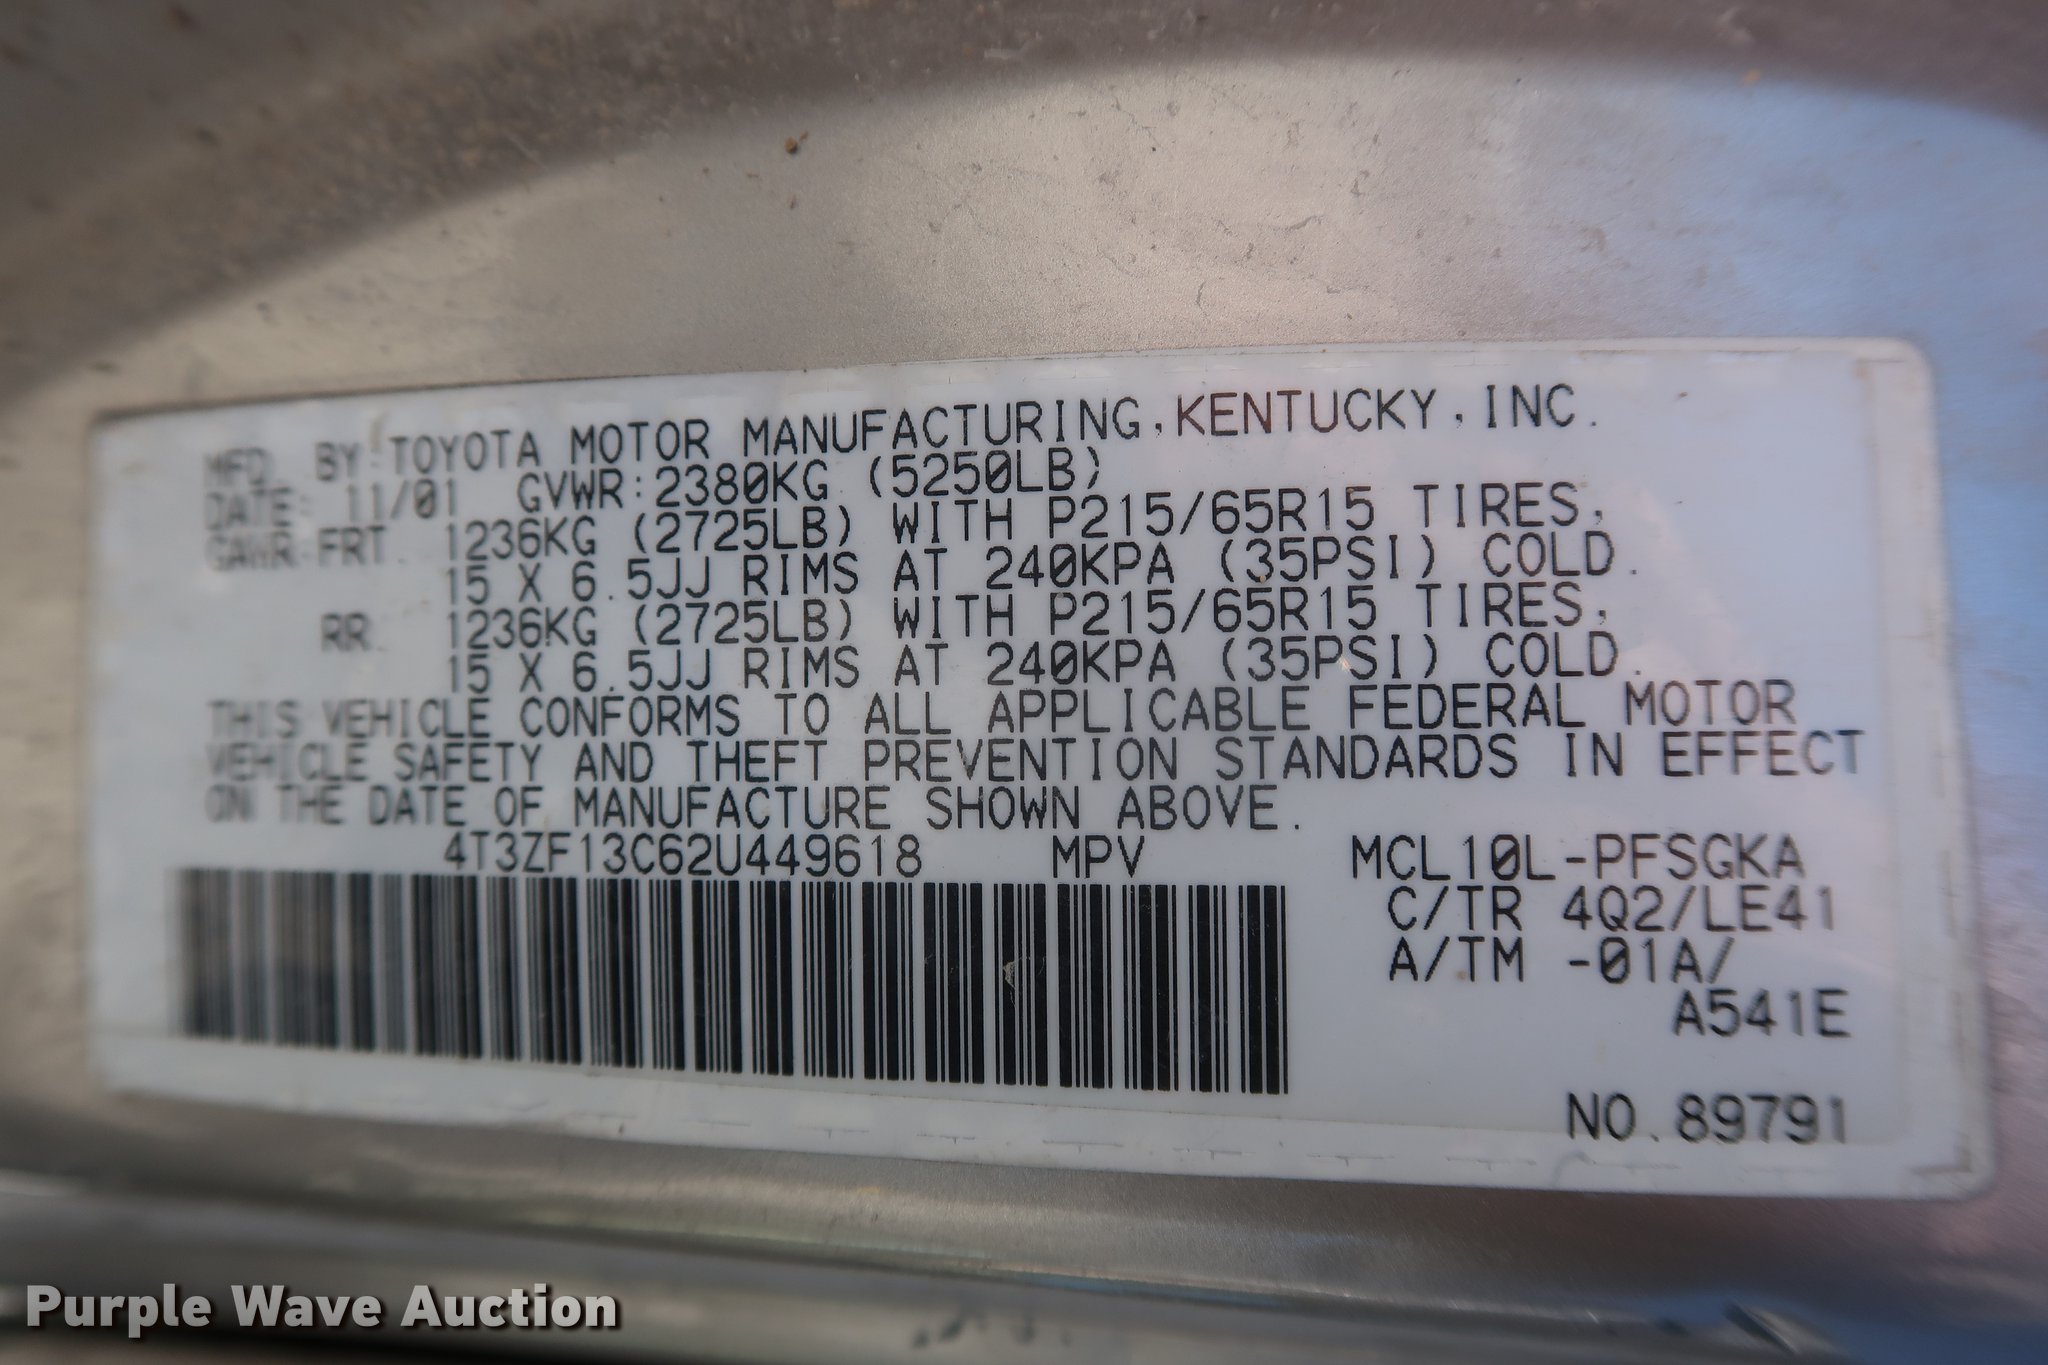 MFD. BY:TOYOTA MOTOR MANUFACTURING,KENTUCKY,INC.
DATE: 11/01 GVWR:2380KG (5250LB)
GAWR:FRT. 1236KG (2725LB) WITH P215/65R15 TIRES,
15 X 6.5JJ RIMS AT 240KPA (35PSI) COLD.
RR. 1236KG (2725LB) WITH P215/65R15 TIRES,
15 X 6.5JJ RIMS AT 240KPA (35PSI) COLD.
THIS VEHICLE CONFORMS TO ALL APPLICABLE FEDERAL MOTOR
VEHICLE SAFETY AND THEFT PREVENTION STANDARDS IN EFFECT
ON THE DATE OF MANUFACTURE SHOWN ABOVE.
4T3ZF13C62U449618 MPV MCL10L-PFSGKA
C/TR 4Q2/LE41
A/TM -01A/
A541E
NO.89791
Purple Wave Auction